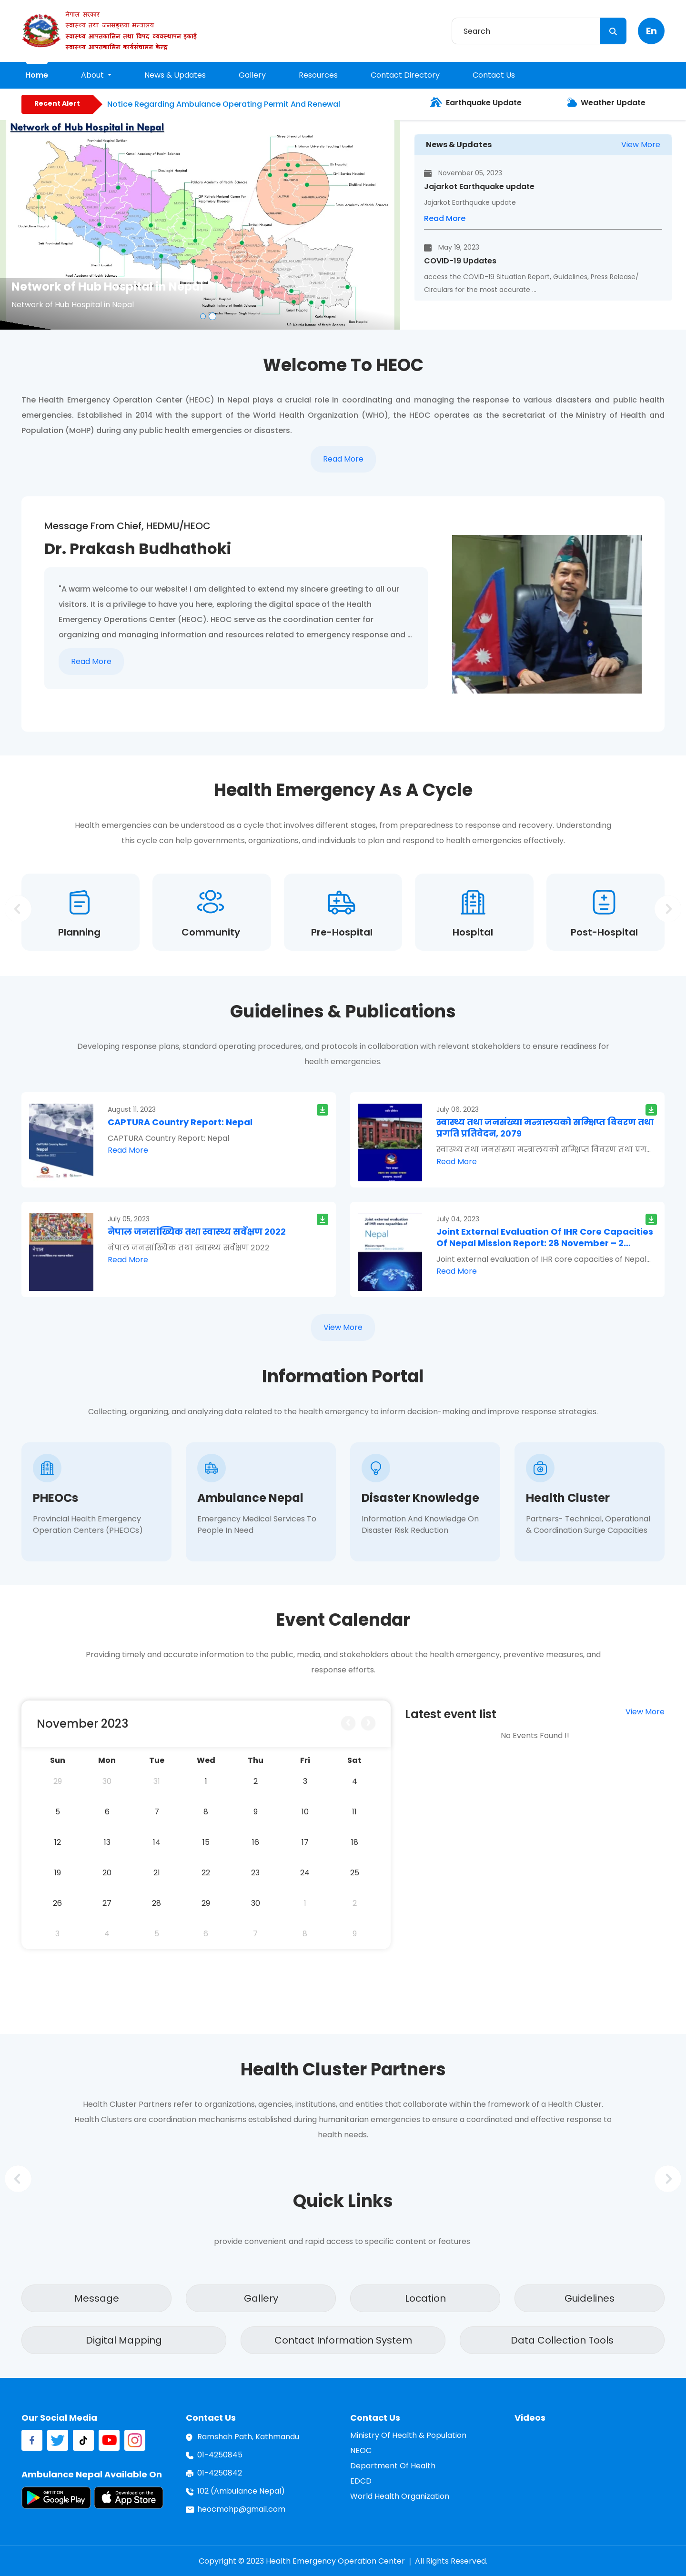 नेपाल सरकार
स्वास्थ्य तथा जनसङ्ख्या मन्त्रालय
स्वास्थ्य आपतकालिन तथा विपद व्यवस्थापन इकाई
स्वास्थ्य आपतकालिन कार्यसंचालन केन्द्र
Search
En
Home
About
News & Updates
Gallery
Resources
Contact Directory
Contact Us
Recent Alert
Notice Regarding Ambulance Operating Permit And Renewal
Earthquake Update
Weather Update
Network of Hub Hospital in Nepal
Network of Hub Hospital in Nepal
Network of Hub Hospital in Nepal
News & Updates
View More
November 05, 2023
Jajarkot Earthquake update
Jajarkot Earthquake update
Read More
May 19, 2023
COVID-19 Updates
access the COVID-19 Situation Report, Guidelines, Press Release/
Circulars for the most accurate ...
Welcome To HEOC
The Health Emergency Operation Center (HEOC) in Nepal plays a crucial role in coordinating and managing the response to various disasters and public health
emergencies. Established in 2014 with the support of the World Health Organization (WHO), the HEOC operates as the secretariat of the Ministry of Health and
Population (MoHP) during any public health emergencies or disasters.
Read More
Message From Chief, HEDMU/HEOC
Dr. Prakash Budhathoki
"A warm welcome to our website! I am delighted to extend my sincere greeting to all our
visitors. It is a privilege to have you here, exploring the digital space of the Health
Emergency Operations Center (HEOC). HEOC serve as the coordination center for
organizing and managing information and resources related to emergency response and ...
Read More
Health Emergency As A Cycle
Health emergencies can be understood as a cycle that involves different stages, from preparedness to response and recovery. Understanding
this cycle can help governments, organizations, and individuals to plan and respond to health emergencies effectively.
Planning
Community
Pre-Hospital
Hospital
Post-Hospital
Guidelines & Publications
Developing response plans, standard operating procedures, and protocols in collaboration with relevant stakeholders to ensure readiness for
health emergencies.
August 11, 2023
CAPTURA Country Report: Nepal
CAPTURA Country Report: Nepal
Read More
July 06, 2023
स्वास्थ्य तथा जनसंख्या मन्त्रालयको सम्क्षिप्त विवरण तथा
प्रगति प्रतिवेदन, 2079
स्वास्थ्य तथा जनसंख्या मन्त्रालयको सम्क्षिप्त विवरण तथा प्रग...
Read More
July 05, 2023
नेपाल जनसांख्यिक तथा स्वास्थ्य सर्वेक्षण 2022
नेपाल जनसांख्यिक तथा स्वास्थ्य सर्वेक्षण 2022
Read More
July 04, 2023
Joint External Evaluation Of IHR Core Capacities
Of Nepal Mission Report: 28 November – 2...
Joint external evaluation of IHR core capacities of Nepal...
Read More
View More
Information Portal
Collecting, organizing, and analyzing data related to the health emergency to inform decision-making and improve response strategies.
PHEOCs
Provincial Health Emergency
Operation Centers (PHEOCs)
Ambulance Nepal
Emergency Medical Services To
People In Need
Disaster Knowledge
Information And Knowledge On
Disaster Risk Reduction
Health Cluster
Partners- Technical, Operational
& Coordination Surge Capacities
Event Calendar
Providing timely and accurate information to the public, media, and stakeholders about the health emergency, preventive measures, and
response efforts.
November 2023
Sun Mon Tue Wed Thu Fri Sat
29 30 31 1 2 3 4
5 6 7 8 9 10 11
12 13 14 15 16 17 18
19 20 21 22 23 24 25
26 27 28 29 30 1 2
3 4 5 6 7 8 9
Latest event list
View More
No Events Found !!
Health Cluster Partners
Health Cluster Partners refer to organizations, agencies, institutions, and entities that collaborate within the framework of a Health Cluster.
Health Clusters are coordination mechanisms established during humanitarian emergencies to ensure a coordinated and effective response to
health needs.
Quick Links
provide convenient and rapid access to specific content or features
Message
Gallery
Location
Guidelines
Digital Mapping
Contact Information System
Data Collection Tools
Our Social Media
Ambulance Nepal Available On
GET IT ON
Google Play
Download on the
App Store
Contact Us
Ramshah Path, Kathmandu
01-4250845
01-4250842
102 (Ambulance Nepal)
heocmohp@gmail.com
Contact Us
Ministry Of Health & Population
NEOC
Department Of Health
EDCD
World Health Organization
Videos
Copyright © 2023 Health Emergency Operation Center | All Rights Reserved.